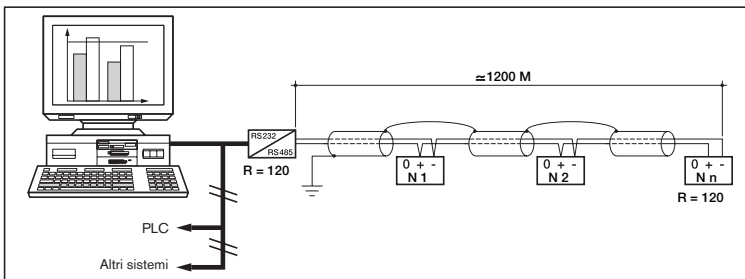 ≃1200 M
RS232
RS485
R = 120
0 + -
N 1
0 + -
N 2
0 + -
N n
R = 120
PLC
Altri sistemi